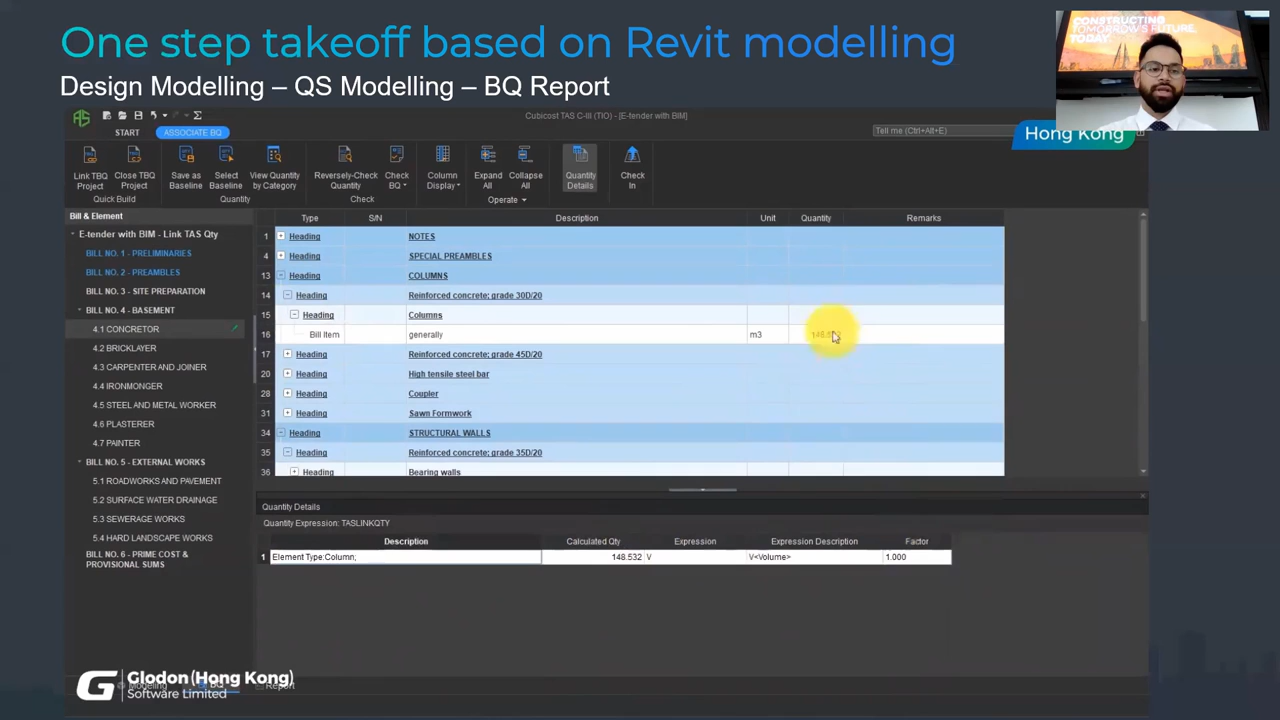 One step takeoff based on Revit modelling
Design Modelling – QS Modelling – BQ Report
CONSTRUCTING
TOMORROW'S FUTURE.
TODAY.
Hong Kong
Cubicost TAS C-III (TIO) - [E-tender with BIM]
START
ASSOCIATE BQ
Tell me (Ctrl+Alt+E)
Link TBQ Project
Close TBQ Project
Save as Baseline
Select Baseline
View Quantity by Category
Reversely-Check Quantity
Check BQ
Column Display
Expand All
Collapse All
Quantity Details
Check In
Quick Build
Quantity
Check
Operate
Bill & Element
E-tender with BIM - Link TAS Qty
BILL NO. 1 - PRELIMINARIES
BILL NO. 2 - PREAMBLES
BILL NO. 3 - SITE PREPARATION
BILL NO. 4 - BASEMENT
4.1 CONCRETOR
4.2 BRICKLAYER
4.3 CARPENTER AND JOINER
4.4 IRONMONGER
4.5 STEEL AND METAL WORKER
4.6 PLASTERER
4.7 PAINTER
BILL NO. 5 - EXTERNAL WORKS
5.1 ROADWORKS AND PAVEMENT
5.2 SURFACE WATER DRAINAGE
5.3 SEWERAGE WORKS
5.4 HARD LANDSCAPE WORKS
BILL NO. 6 - PRIME COST &
PROVISIONAL SUMS
Type S/N Description Unit Quantity Remarks
1 Heading NOTES
4 Heading SPECIAL PREAMBLES
13 Heading COLUMNS
14 Heading Reinforced concrete; grade 30D/20
15 Heading Columns
16 Bill Item generally m3
17 Heading Reinforced concrete; grade 45D/20
20 Heading High tensile steel bar
28 Heading Coupler
31 Heading Sawn Formwork
34 Heading STRUCTURAL WALLS
35 Heading Reinforced concrete; grade 35D/20
36 Heading Bearing walls
Quantity Details
Quantity Expression: TASLINKQTY
Description Calculated Qty Expression Expression Description Factor
1 Element Type:Column; 148.532 V V<Volume> 1.000
Glodon (Hong Kong)
Software Limited
Modeling BQ Report